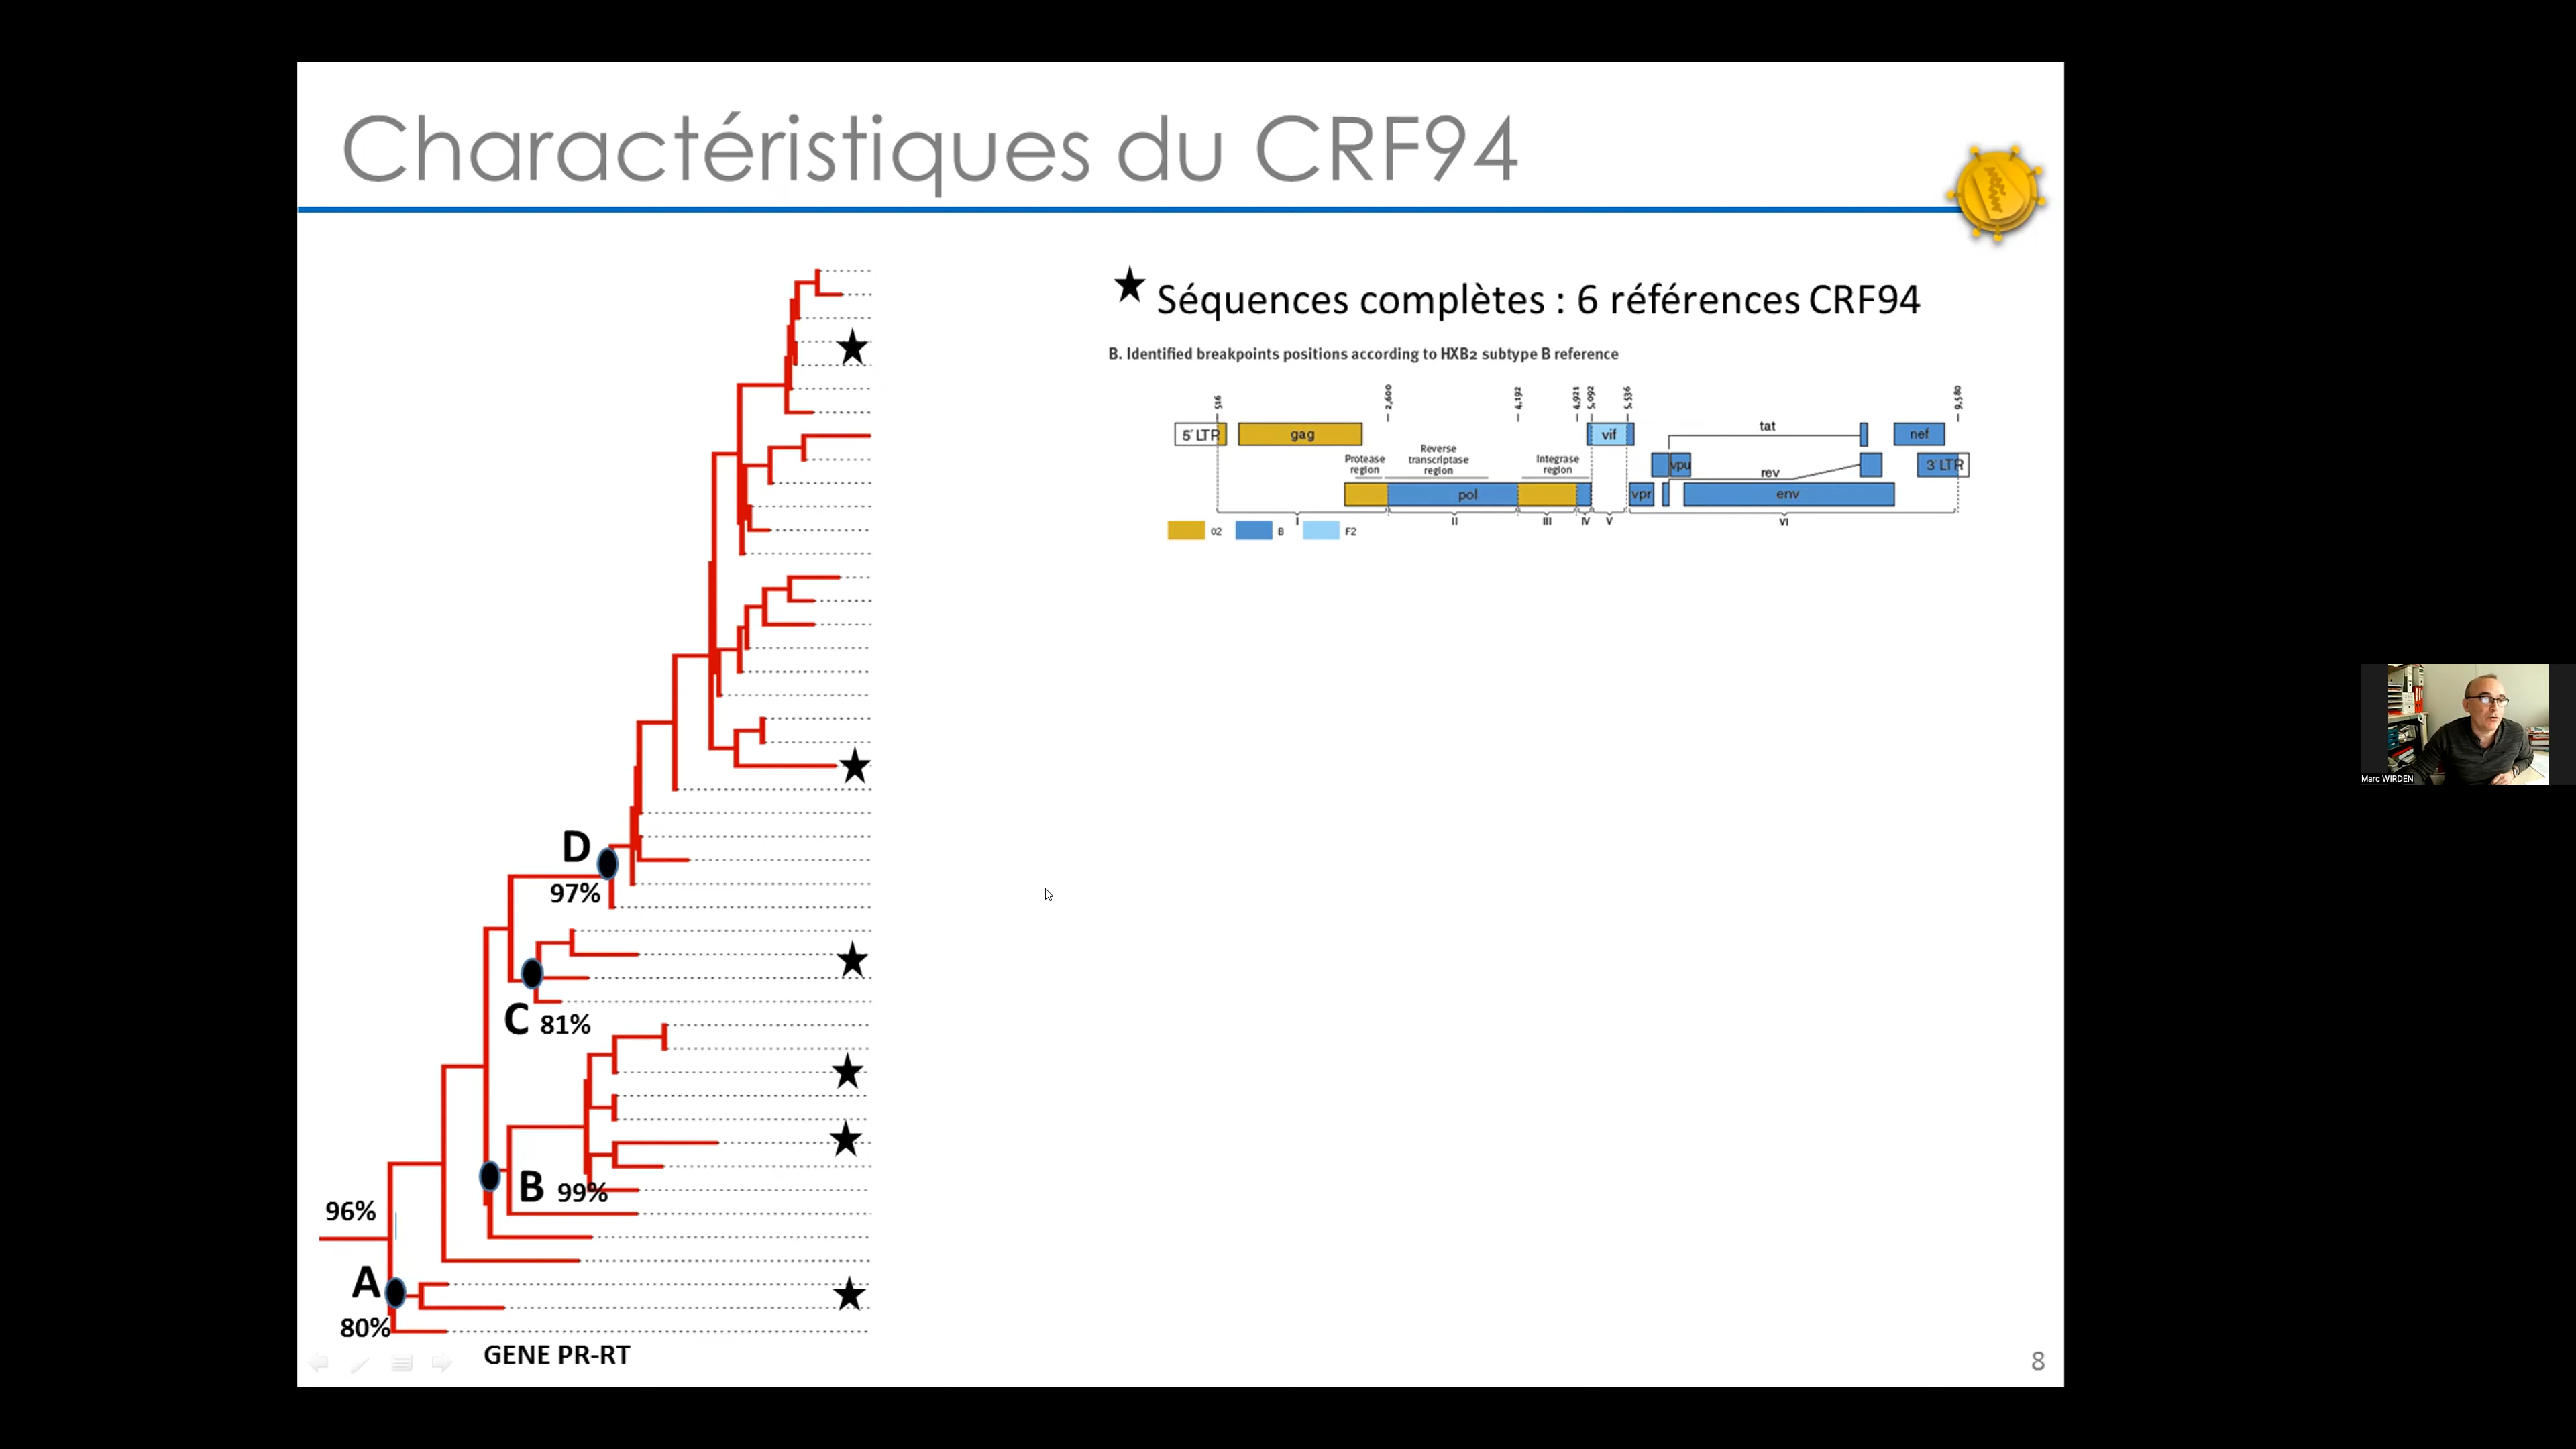 Charactéristiques du CRF94
★ Séquences complètes : 6 références CRF94
B. Identified breakpoints positions according to HXB2 subtype B reference
516
2,600
4,192
4,921
5,092
5,536
9,580
5´ LTR
gag
vif
tat
nef
Protease region
Reverse transcriptase region
Integrase region
vpu
rev
3´ LTR
pol
vpr
env
I
II
III
IV
V
VI
02
B
F2
D
97%
C 81%
B 99%
96%
A
80%
GENE PR-RT
8
Marc WIRDEN